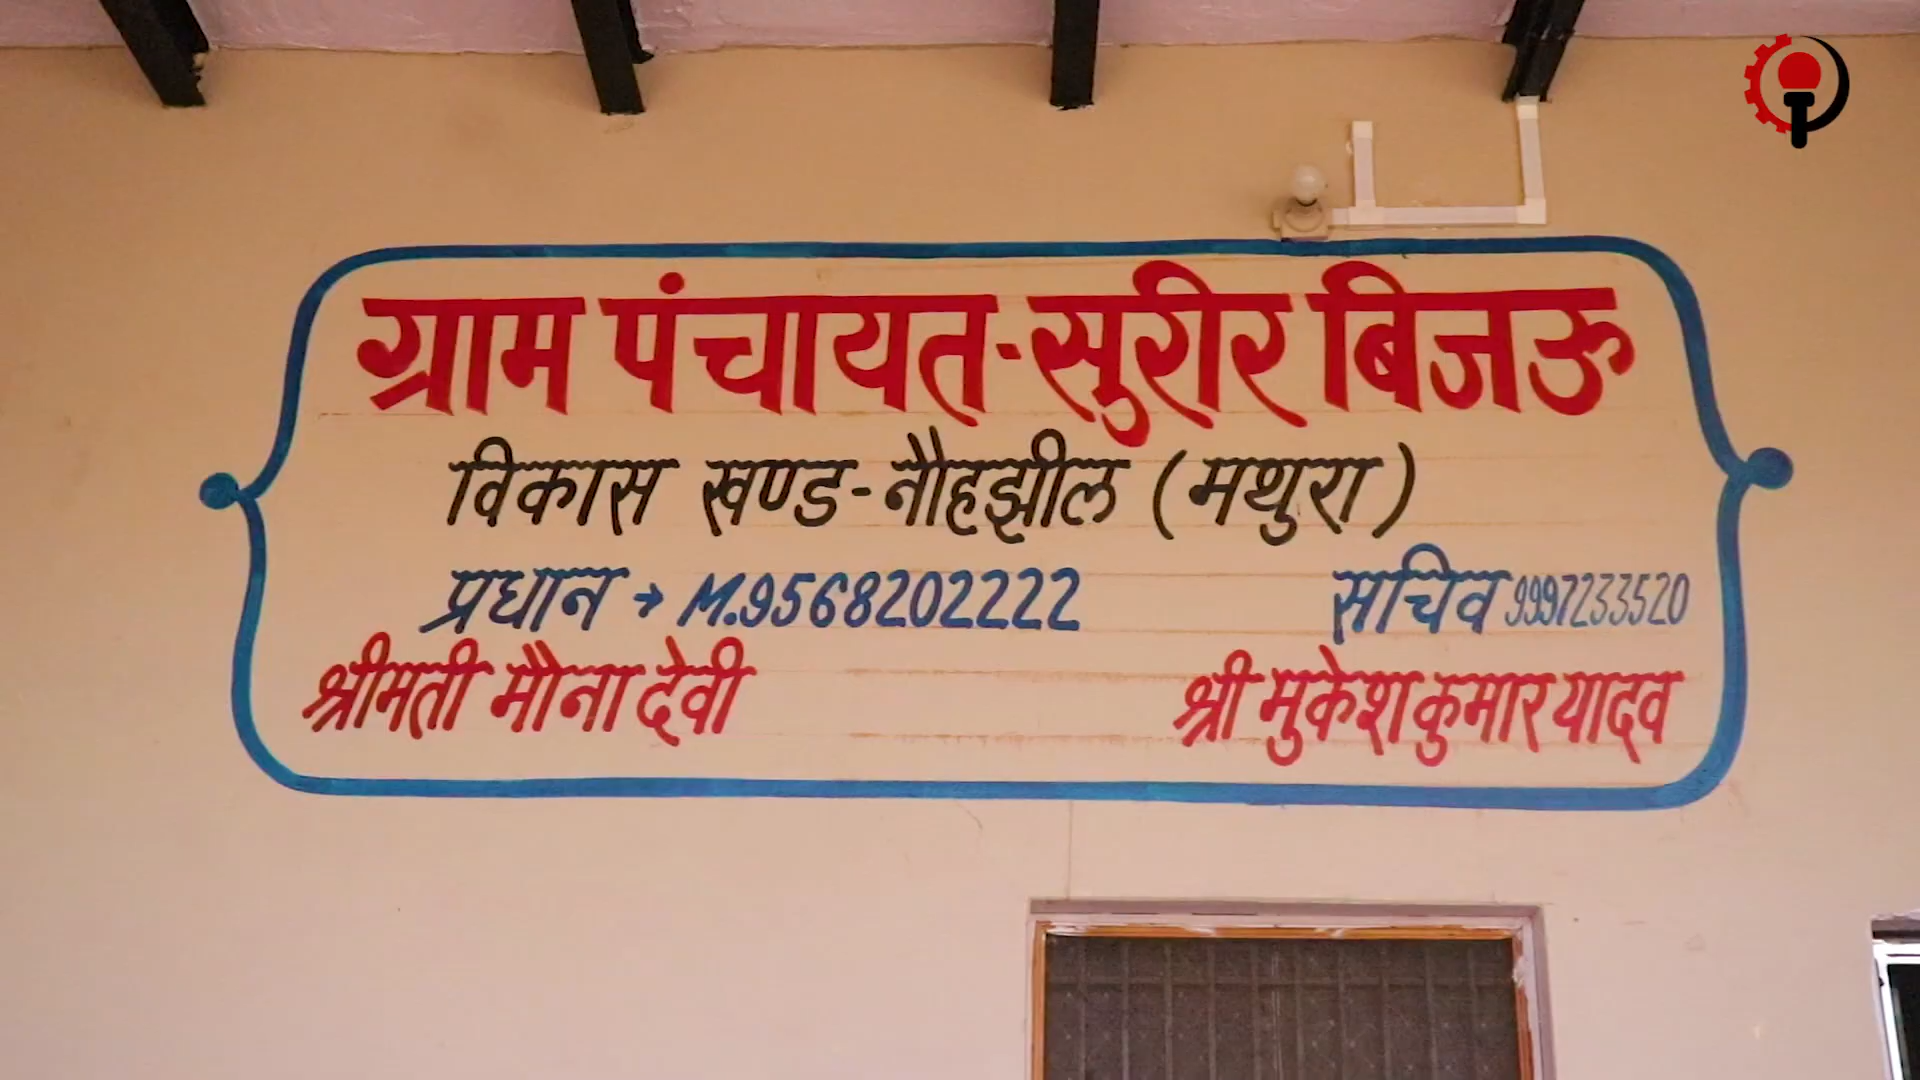 ग्राम पंचायत-सुरीर बिजऊ
विकास खण्ड-नौहझील (मथुरा)
प्रधान → M.9568202222 सचिव 9997233520
श्रीमती मौना देवी श्री मुकेश कुमार यादव